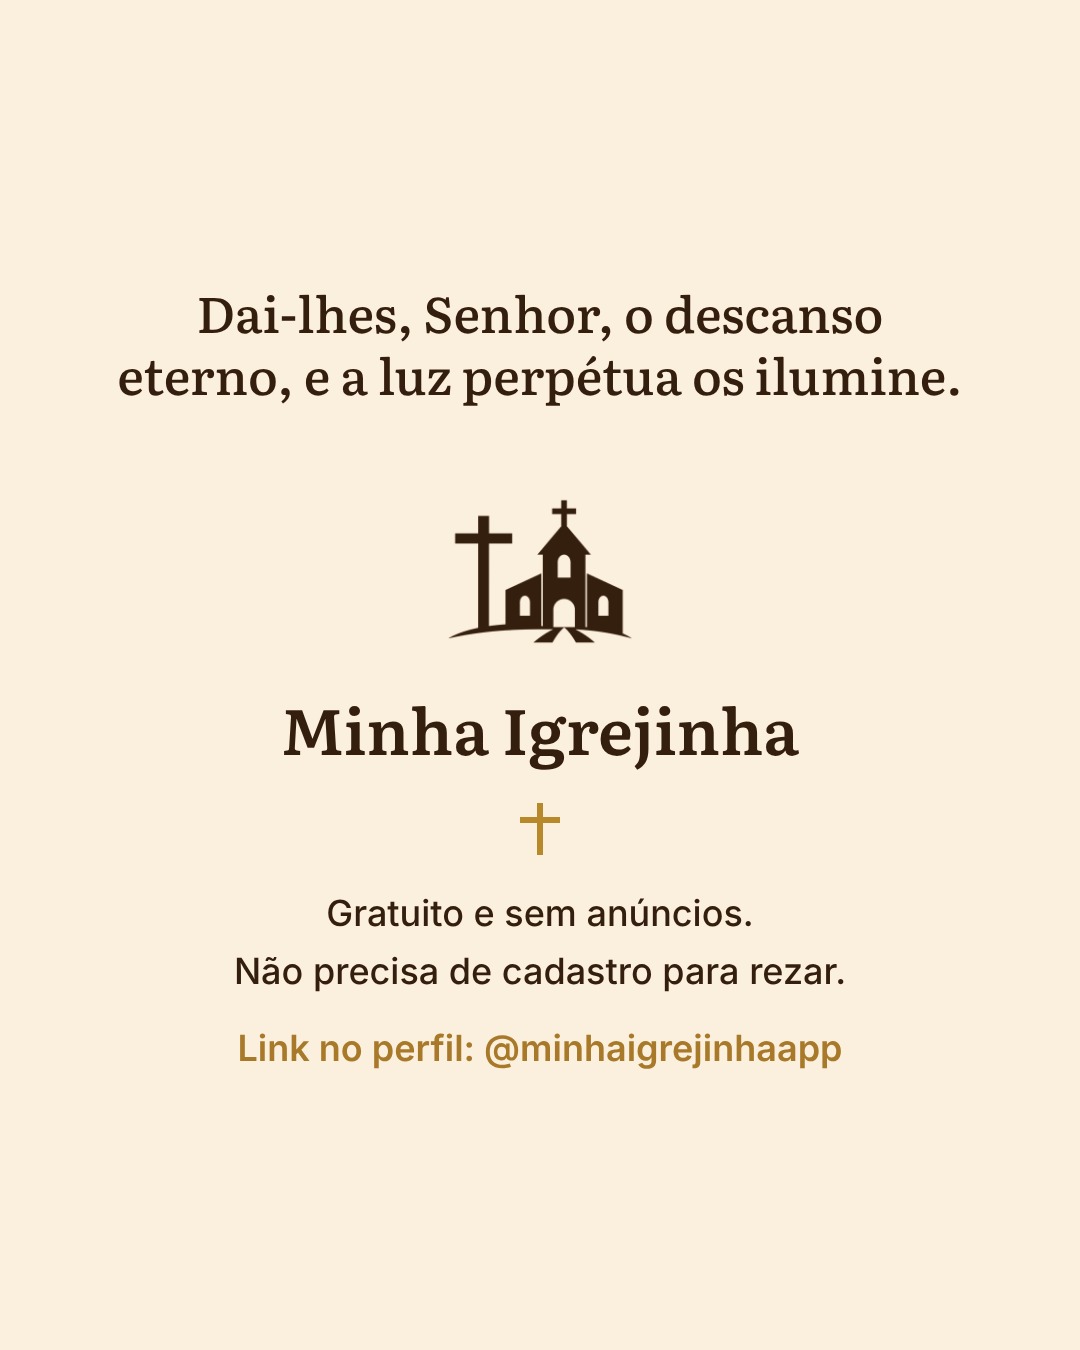 Dai-lhes, Senhor, o descanso
eterno, e a luz perpétua os ilumine.
Minha Igrejinha
Gratuito e sem anúncios.
Não precisa de cadastro para rezar.
Link no perfil: @minhaigrejinhaapp